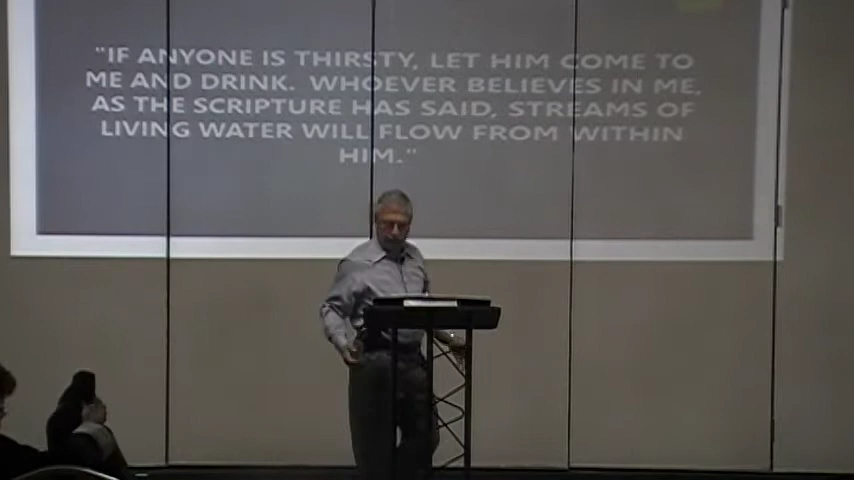 "IF ANYONE IS THIRSTY, LET HIM COME TO
ME AND DRINK. WHOEVER BELIEVES IN ME,
AS THE SCRIPTURE HAS SAID, STREAMS OF
LIVING WATER WILL FLOW FROM WITHIN
HIM."